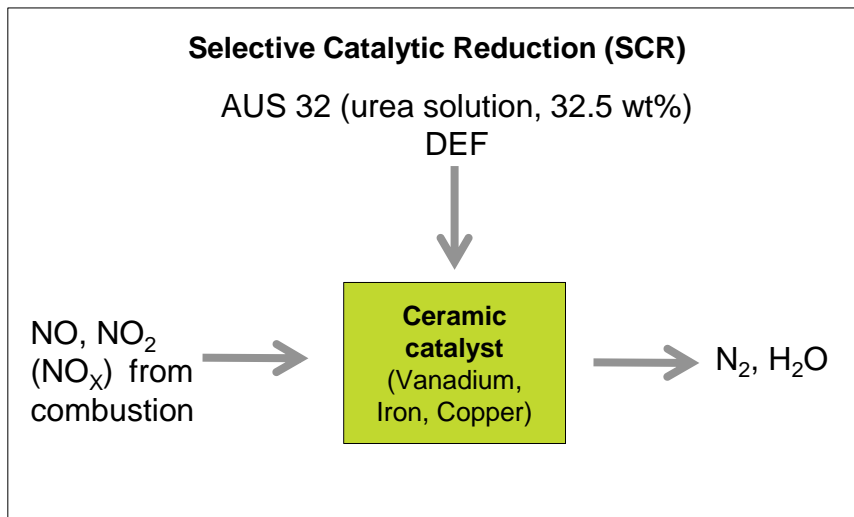 Selective Catalytic Reduction (SCR)
AUS 32 (urea solution, 32.5 wt%)
DEF
NO, NO₂
(NOₓ) from
combustion
Ceramic
catalyst
(Vanadium,
Iron, Copper)
N₂, H₂O